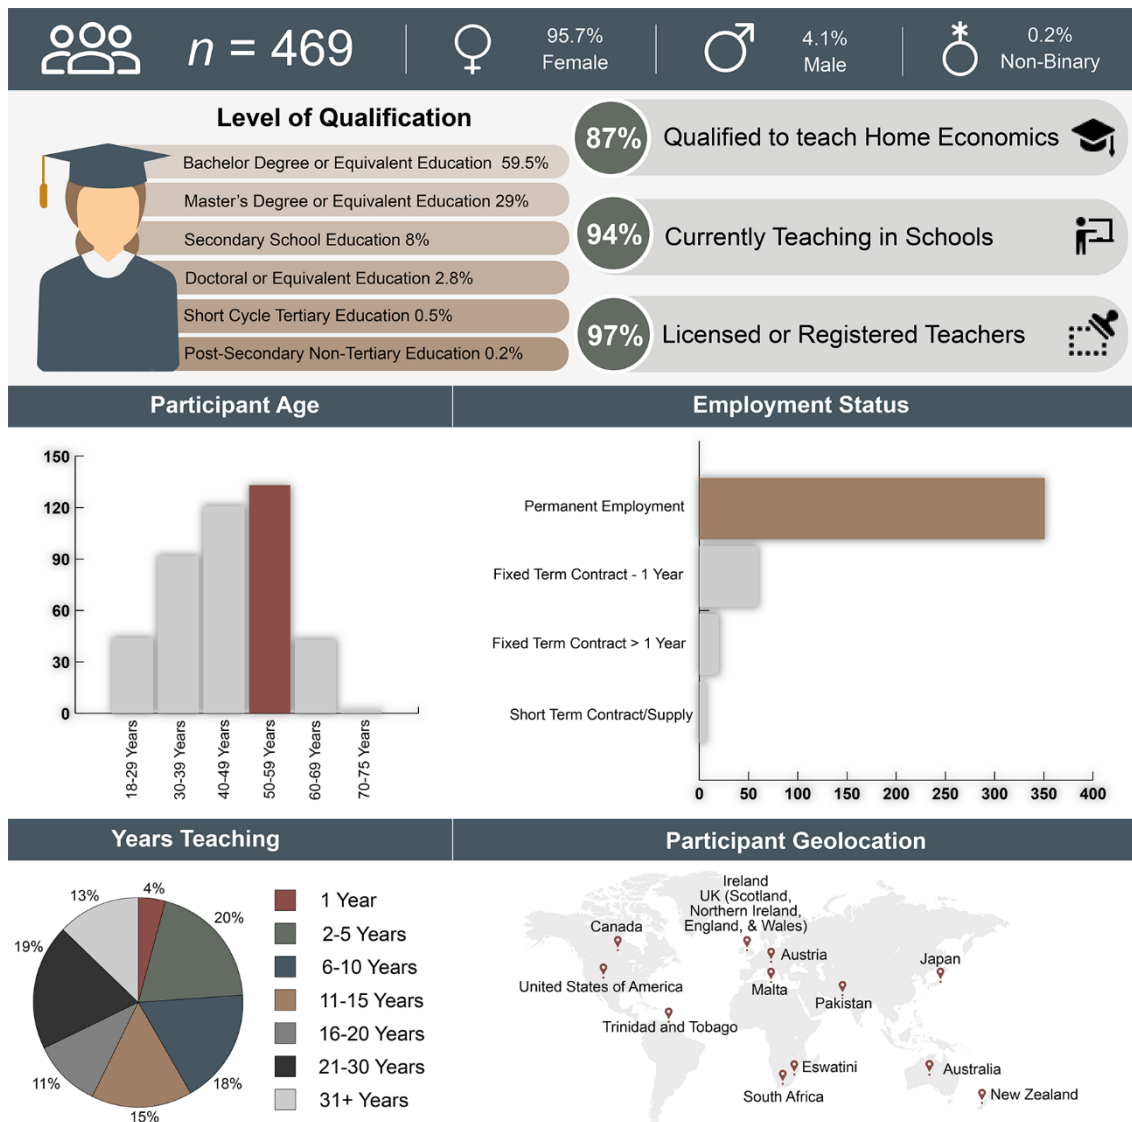 n = 469
95.7%
Female
4.1%
Male
0.2%
Non-Binary
Level of Qualification
Bachelor Degree or Equivalent Education 59.5%
Master's Degree or Equivalent Education 29%
Secondary School Education 8%
Doctoral or Equivalent Education 2.8%
Short Cycle Tertiary Education 0.5%
Post-Secondary Non-Tertiary Education 0.2%
87% Qualified to teach Home Economics
94% Currently Teaching in Schools
97% Licensed or Registered Teachers
Participant Age
150
120
90
60
30
0
18-29 Years
30-39 Years
40-49 Years
50-59 Years
60-69 Years
70-75 Years
Employment Status
Permanent Employment
Fixed Term Contract - 1 Year
Fixed Term Contract > 1 Year
Short Term Contract/Supply
0 50 100 150 200 250 300 350 400
Years Teaching
4%
20%
18%
15%
11%
19%
13%
1 Year
2-5 Years
6-10 Years
11-15 Years
16-20 Years
21-30 Years
31+ Years
Participant Geolocation
Ireland
UK (Scotland,
Northern Ireland,
England, & Wales)
Canada
Austria
Japan
United States of America
Malta
Pakistan
Trinidad and Tobago
Eswatini
Australia
South Africa
New Zealand